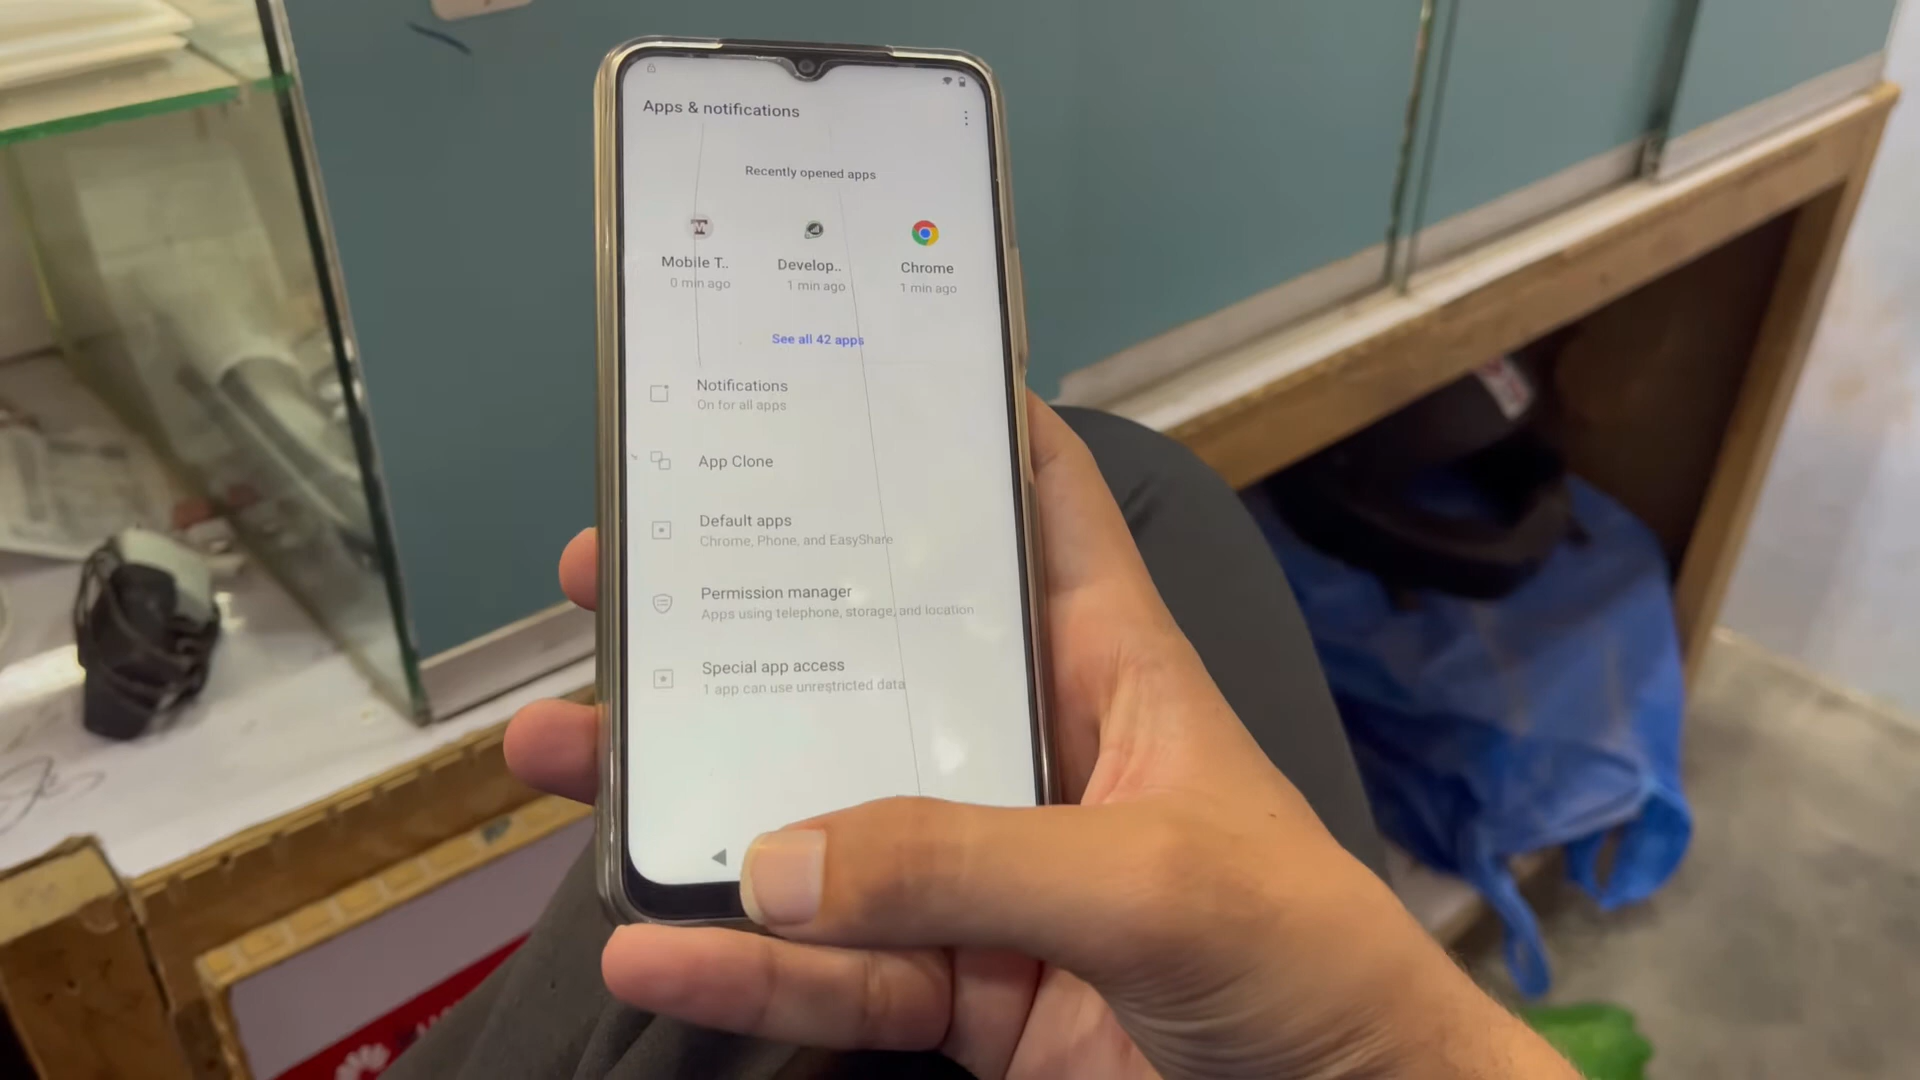 Apps & notifications
Recently opened apps
Mobile T..
0 min ago
Develop..
1 min ago
Chrome
1 min ago
See all 42 apps
Notifications
On for all apps
App Clone
Default apps
Chrome, Phone, and EasyShare
Permission manager
Apps using telephone, storage, and location
Special app access
1 app can use unrestricted data